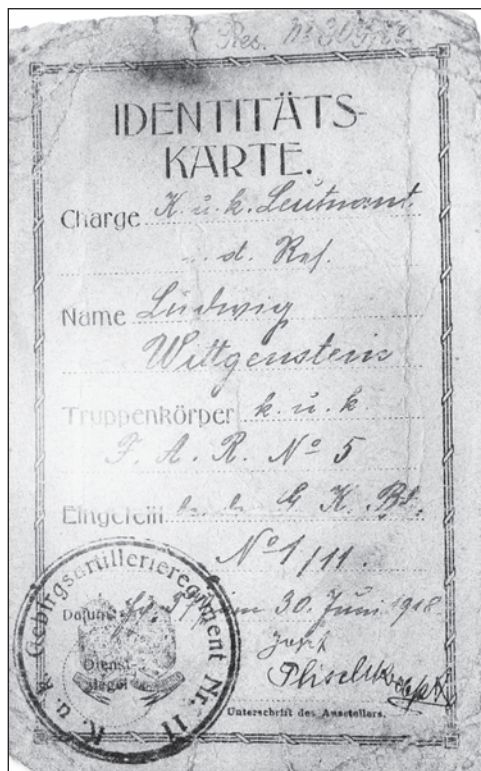 Res. Nº
IDENTITÄTS-
KARTE.
Charge K. u. k. Leutnant
d. Res.
Name Ludwig
Wittgenstein
Truppenkörper k. u. k.
F. A. R. Nº 5
Eingeteilt G. K. Bt.
Nº 1/11.
Datum: am 30. Juni 1918
Dienst-
siegel
K. u. k. Gebirgsartillerieregiment Nr. 11
Unterschrift des Ausstellers.